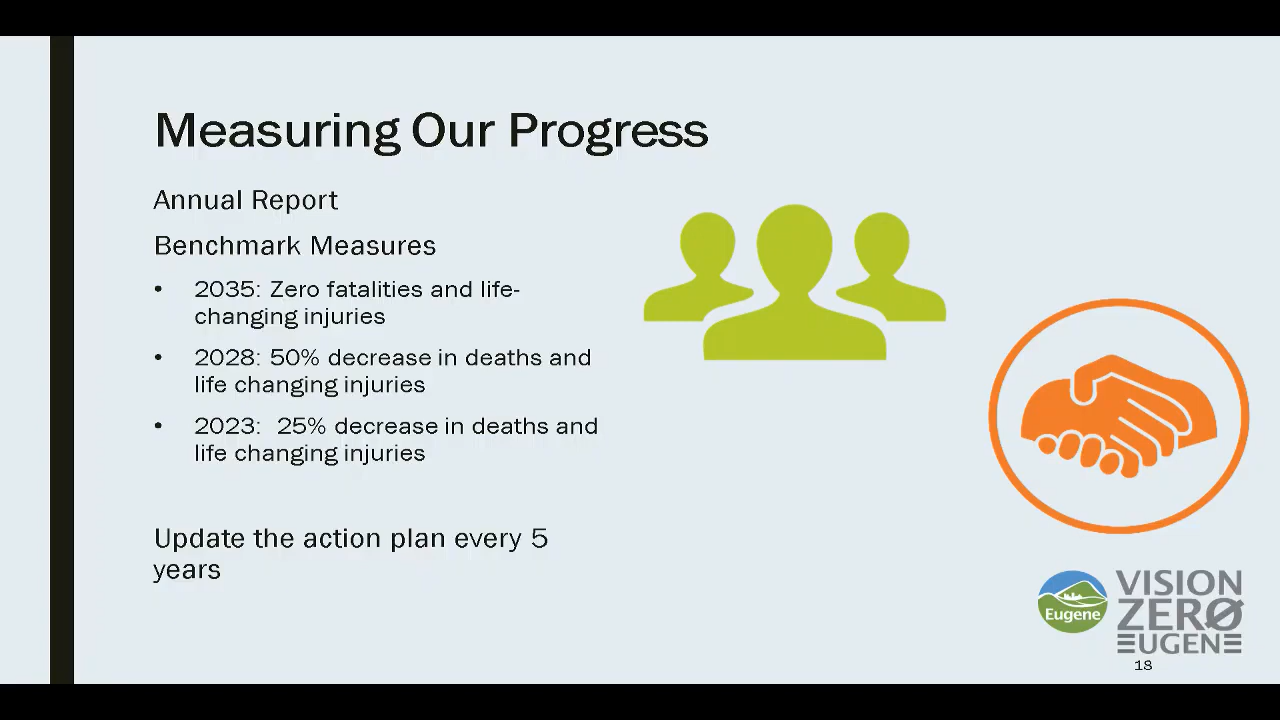 Measuring Our Progress
Annual Report
Benchmark Measures
• 2035: Zero fatalities and life-
changing injuries
• 2028: 50% decrease in deaths and
life changing injuries
• 2023:  25% decrease in deaths and
life changing injuries
Update the action plan every 5
years
Eugene
VISION
ZERØ
EUGENE
18